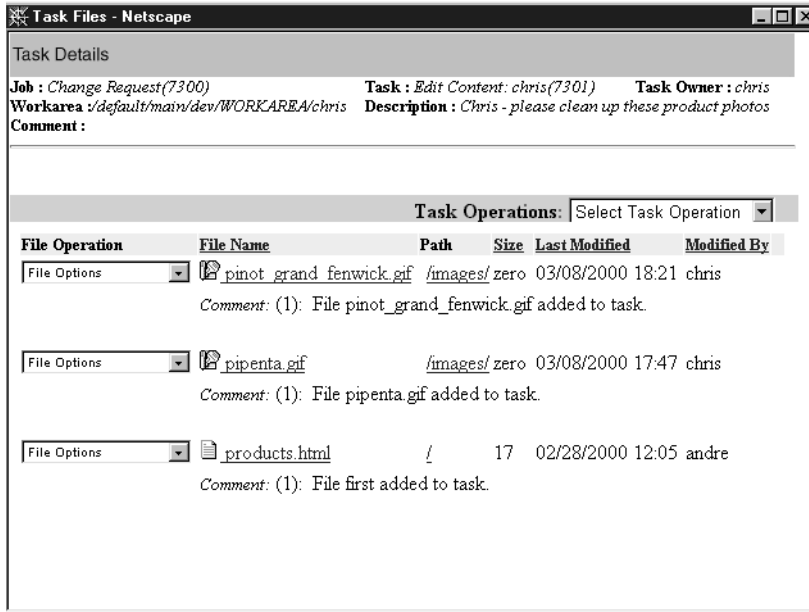 Task Files - Netscape
Task Details
Job : Change Request(7300) Task : Edit Content: chris(7301) Task Owner : chris
Workarea :/default/main/dev/WORKAREA/chris Description : Chris - please clean up these product photos
Comment :
Task Operations: Select Task Operation
File Operation File Name Path Size Last Modified Modified By
File Options pinot_grand_fenwick.gif /images/ zero 03/08/2000 18:21 chris
Comment: (1): File pinot_grand_fenwick.gif added to task.
File Options pipenta.gif /images/ zero 03/08/2000 17:47 chris
Comment: (1): File pipenta.gif added to task.
File Options products.html / 17 02/28/2000 12:05 andre
Comment: (1): File first added to task.